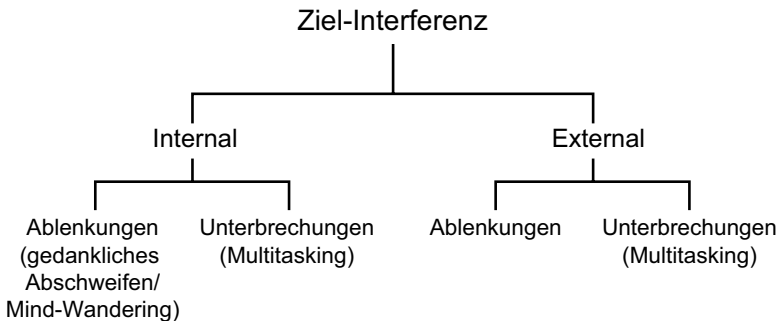 Ziel-Interferenz
Internal
External
Ablenkungen
(gedankliches
Abschweifen/
Mind-Wandering)
Unterbrechungen
(Multitasking)
Ablenkungen
Unterbrechungen
(Multitasking)